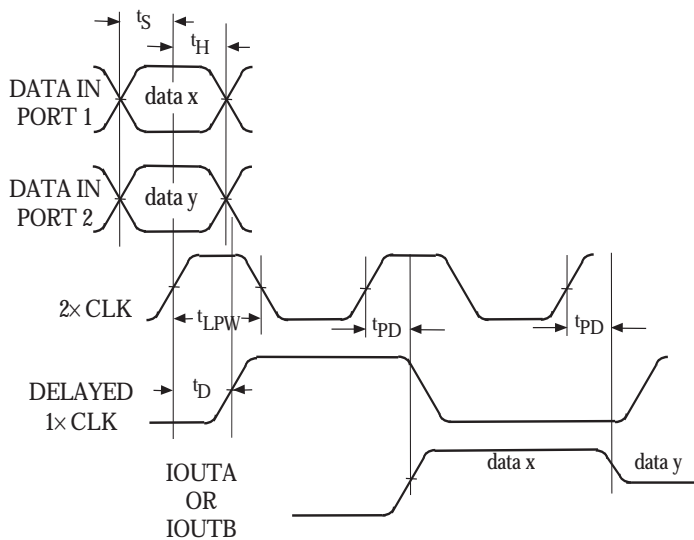 tS
tH
DATA IN
PORT 1
data x
DATA IN
PORT 2
data y
2× CLK
tLPW
tPD
tPD
DELAYED
1× CLK
tD
IOUTA
OR
IOUTB
data x
data y